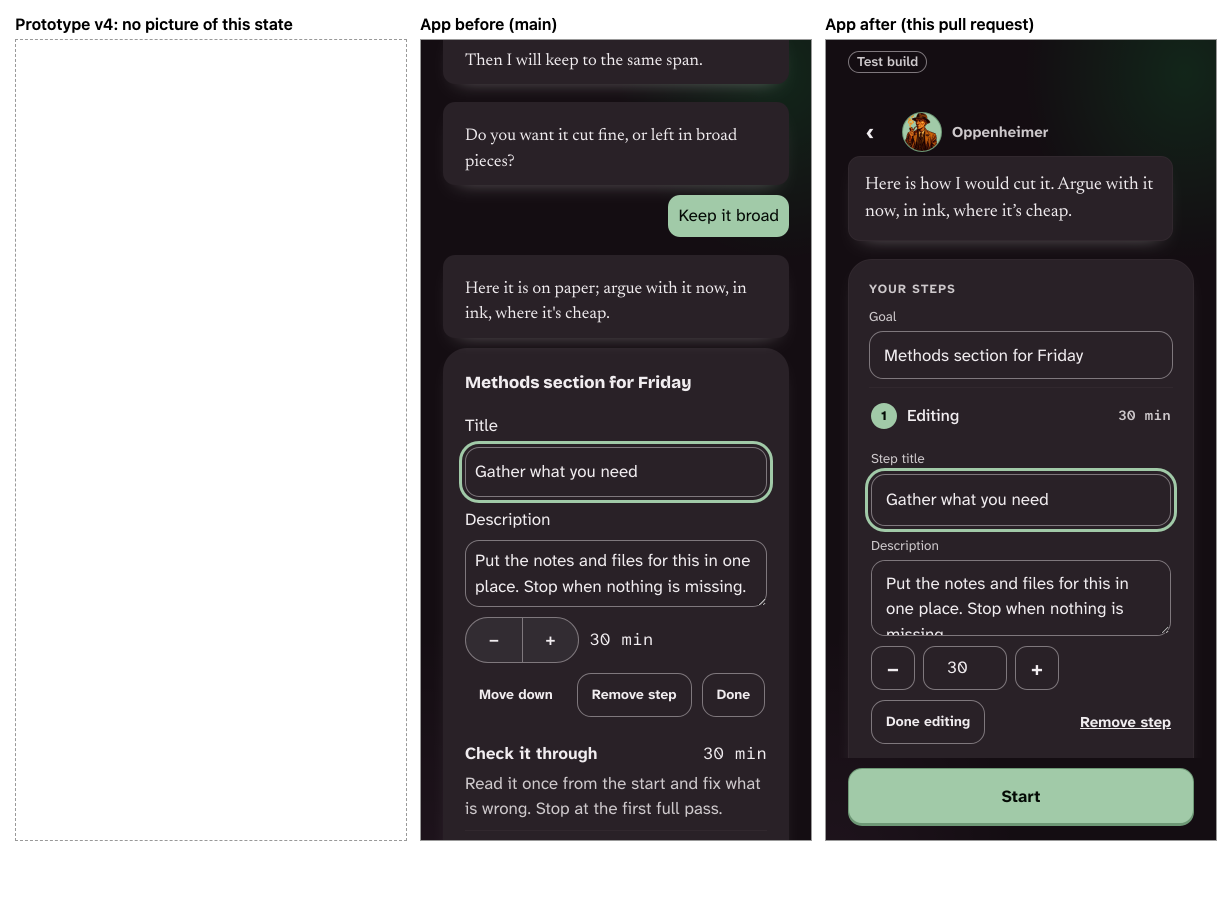 Prototype v4: no picture of this state
App before (main)
Then I will keep to the same span.
Do you want it cut fine, or left in broad
pieces?
Keep it broad
Here it is on paper; argue with it now, in
ink, where it's cheap.
Methods section for Friday
Title
Gather what you need
Description
Put the notes and files for this in one
place. Stop when nothing is missing.
− + 30 min
Move down Remove step Done
Check it through 30 min
Read it once from the start and fix what
is wrong. Stop at the first full pass.
App after (this pull request)
Test build
‹ Oppenheimer
Here is how I would cut it. Argue with it
now, in ink, where it’s cheap.
YOUR STEPS
Goal
Methods section for Friday
1 Editing 30 min
Step title
Gather what you need
Description
Put the notes and files for this in
one place. Stop when nothing is
missing
− 30 +
Done editing Remove step
Start